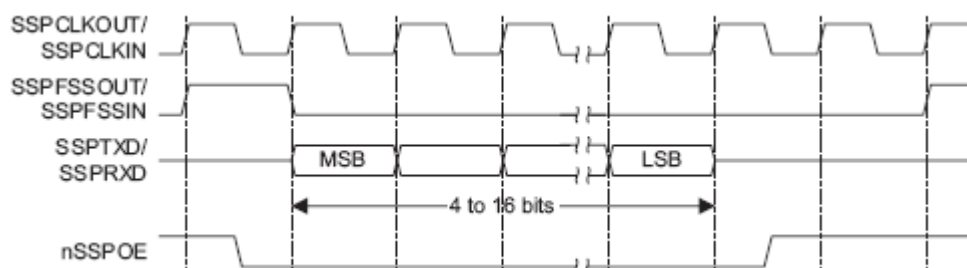 SSPCLKOUT/
SSPCLKIN
SSPFSSOUT/
SSPFSSIN
SSPTXD/
SSPRXD
MSB
LSB
4 to 16 bits
nSSPOE